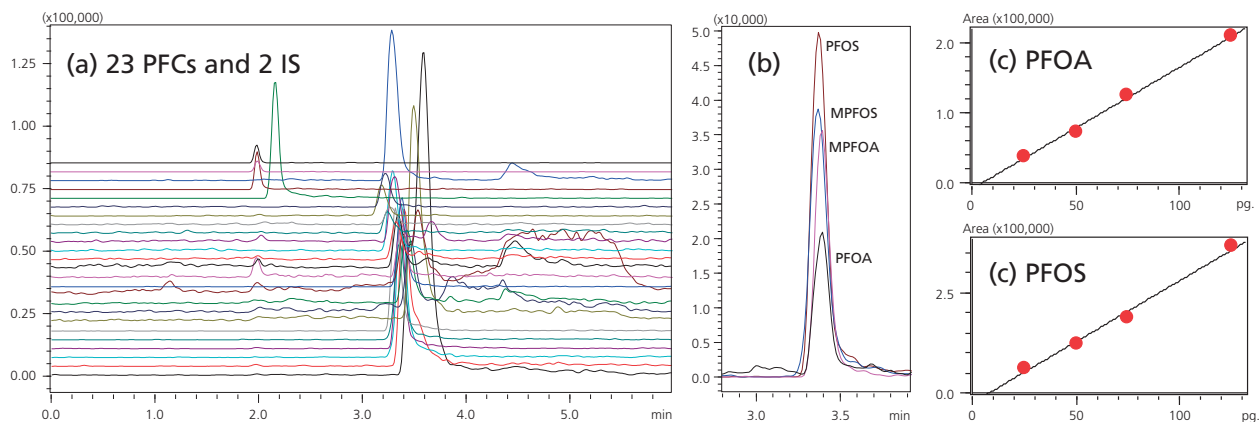 (x100,000)
(a) 23 PFCs and 2 IS
1.25
1.00
0.75
0.50
0.25
0.00
0.0 1.0 2.0 3.0 4.0 5.0 min
(x10,000)
(b)
5.0
4.5
4.0
3.5
3.0
2.5
2.0
1.5
1.0
0.5
0.0
PFOS
MPFOS
MPFOA
PFOA
3.0 3.5 min
Area (x100,000)
(c) PFOA
2.0
1.0
0.0
0 50 100 pg.
Area (x100,000)
(c) PFOS
2.5
0.0
0 50 100 pg.